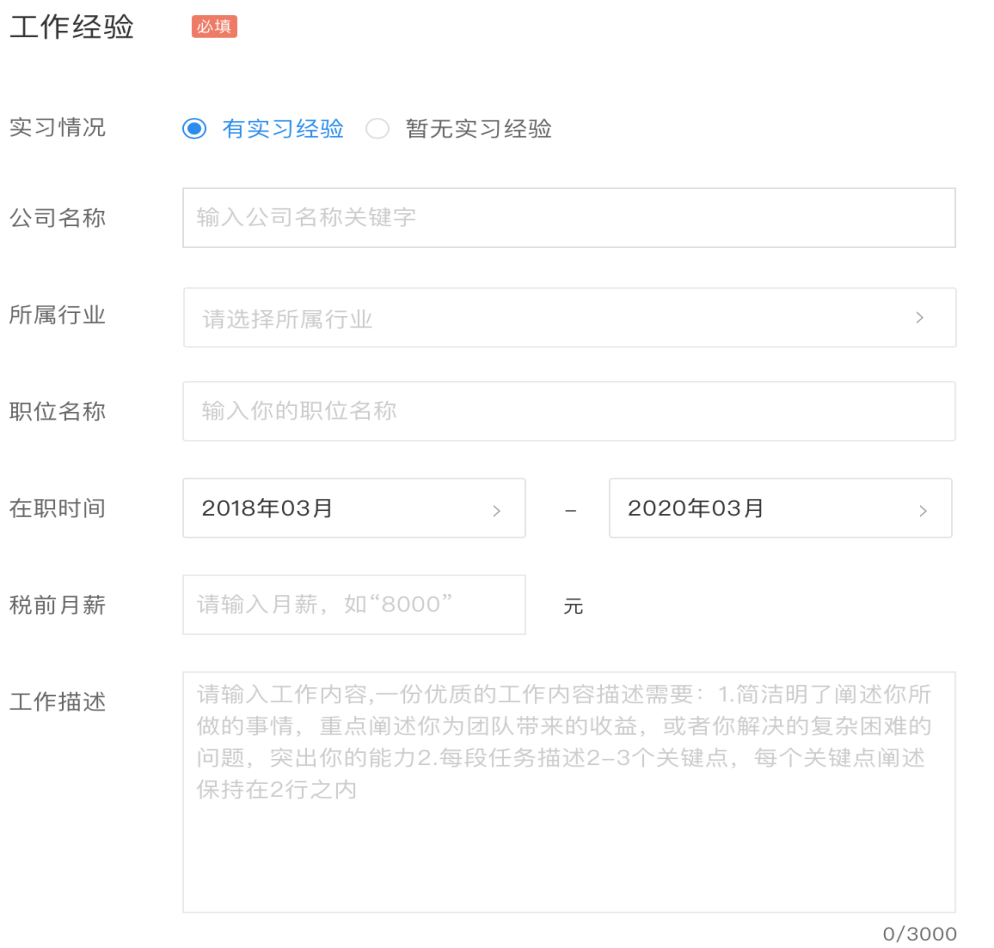 工作经验 必填
实习情况 有实习经验 暂无实习经验
公司名称 输入公司名称关键字
所属行业 请选择所属行业 >
职位名称 输入你的职位名称
在职时间 2018年03月 > – 2020年03月 >
税前月薪 请输入月薪，如“8000” 元
工作描述 请输入工作内容,一份优质的工作内容描述需要：1.简洁明了阐述你所
做的事情，重点阐述你为团队带来的收益，或者你解决的复杂困难的
问题，突出你的能力2.每段任务描述2-3个关键点，每个关键点阐述
保持在2行之内
0/3000